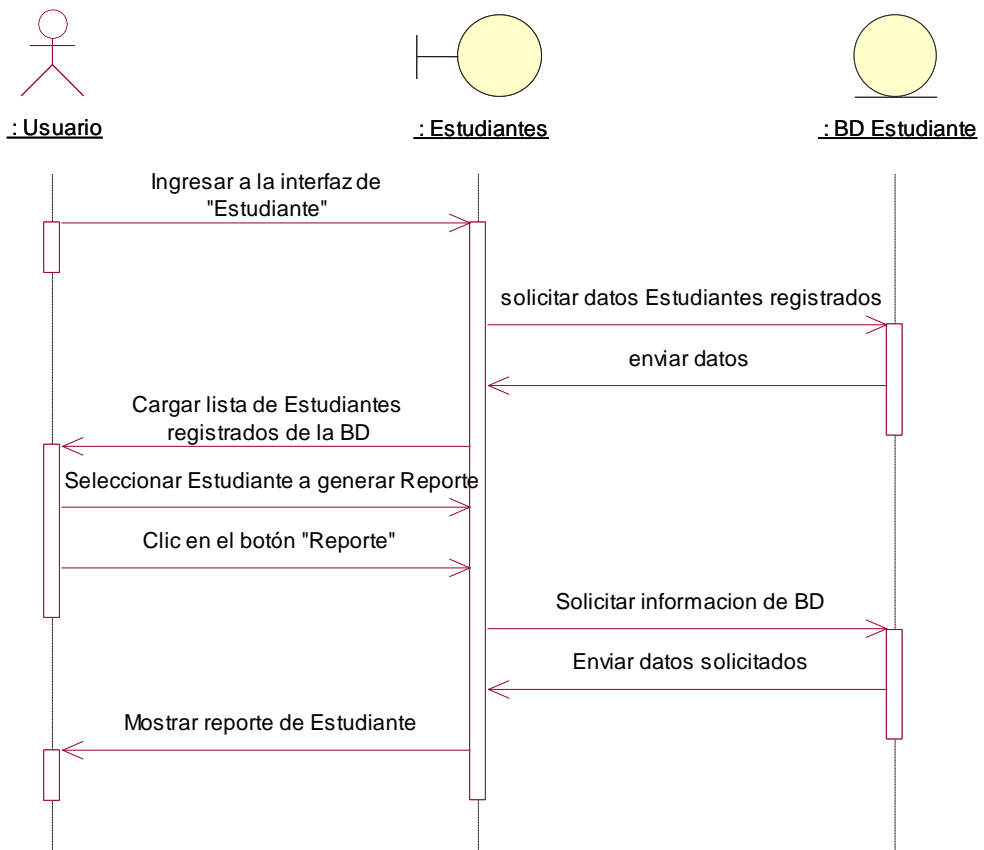 : Usuario
: Estudiantes
: BD Estudiante
Ingresar a la interfaz de
"Estudiante"
solicitar datos Estudiantes registrados
enviar datos
Cargar lista de Estudiantes
registrados de la BD
Seleccionar Estudiante a generar Reporte
Clic en el botón "Reporte"
Solicitar informacion de BD
Enviar datos solicitados
Mostrar reporte de Estudiante